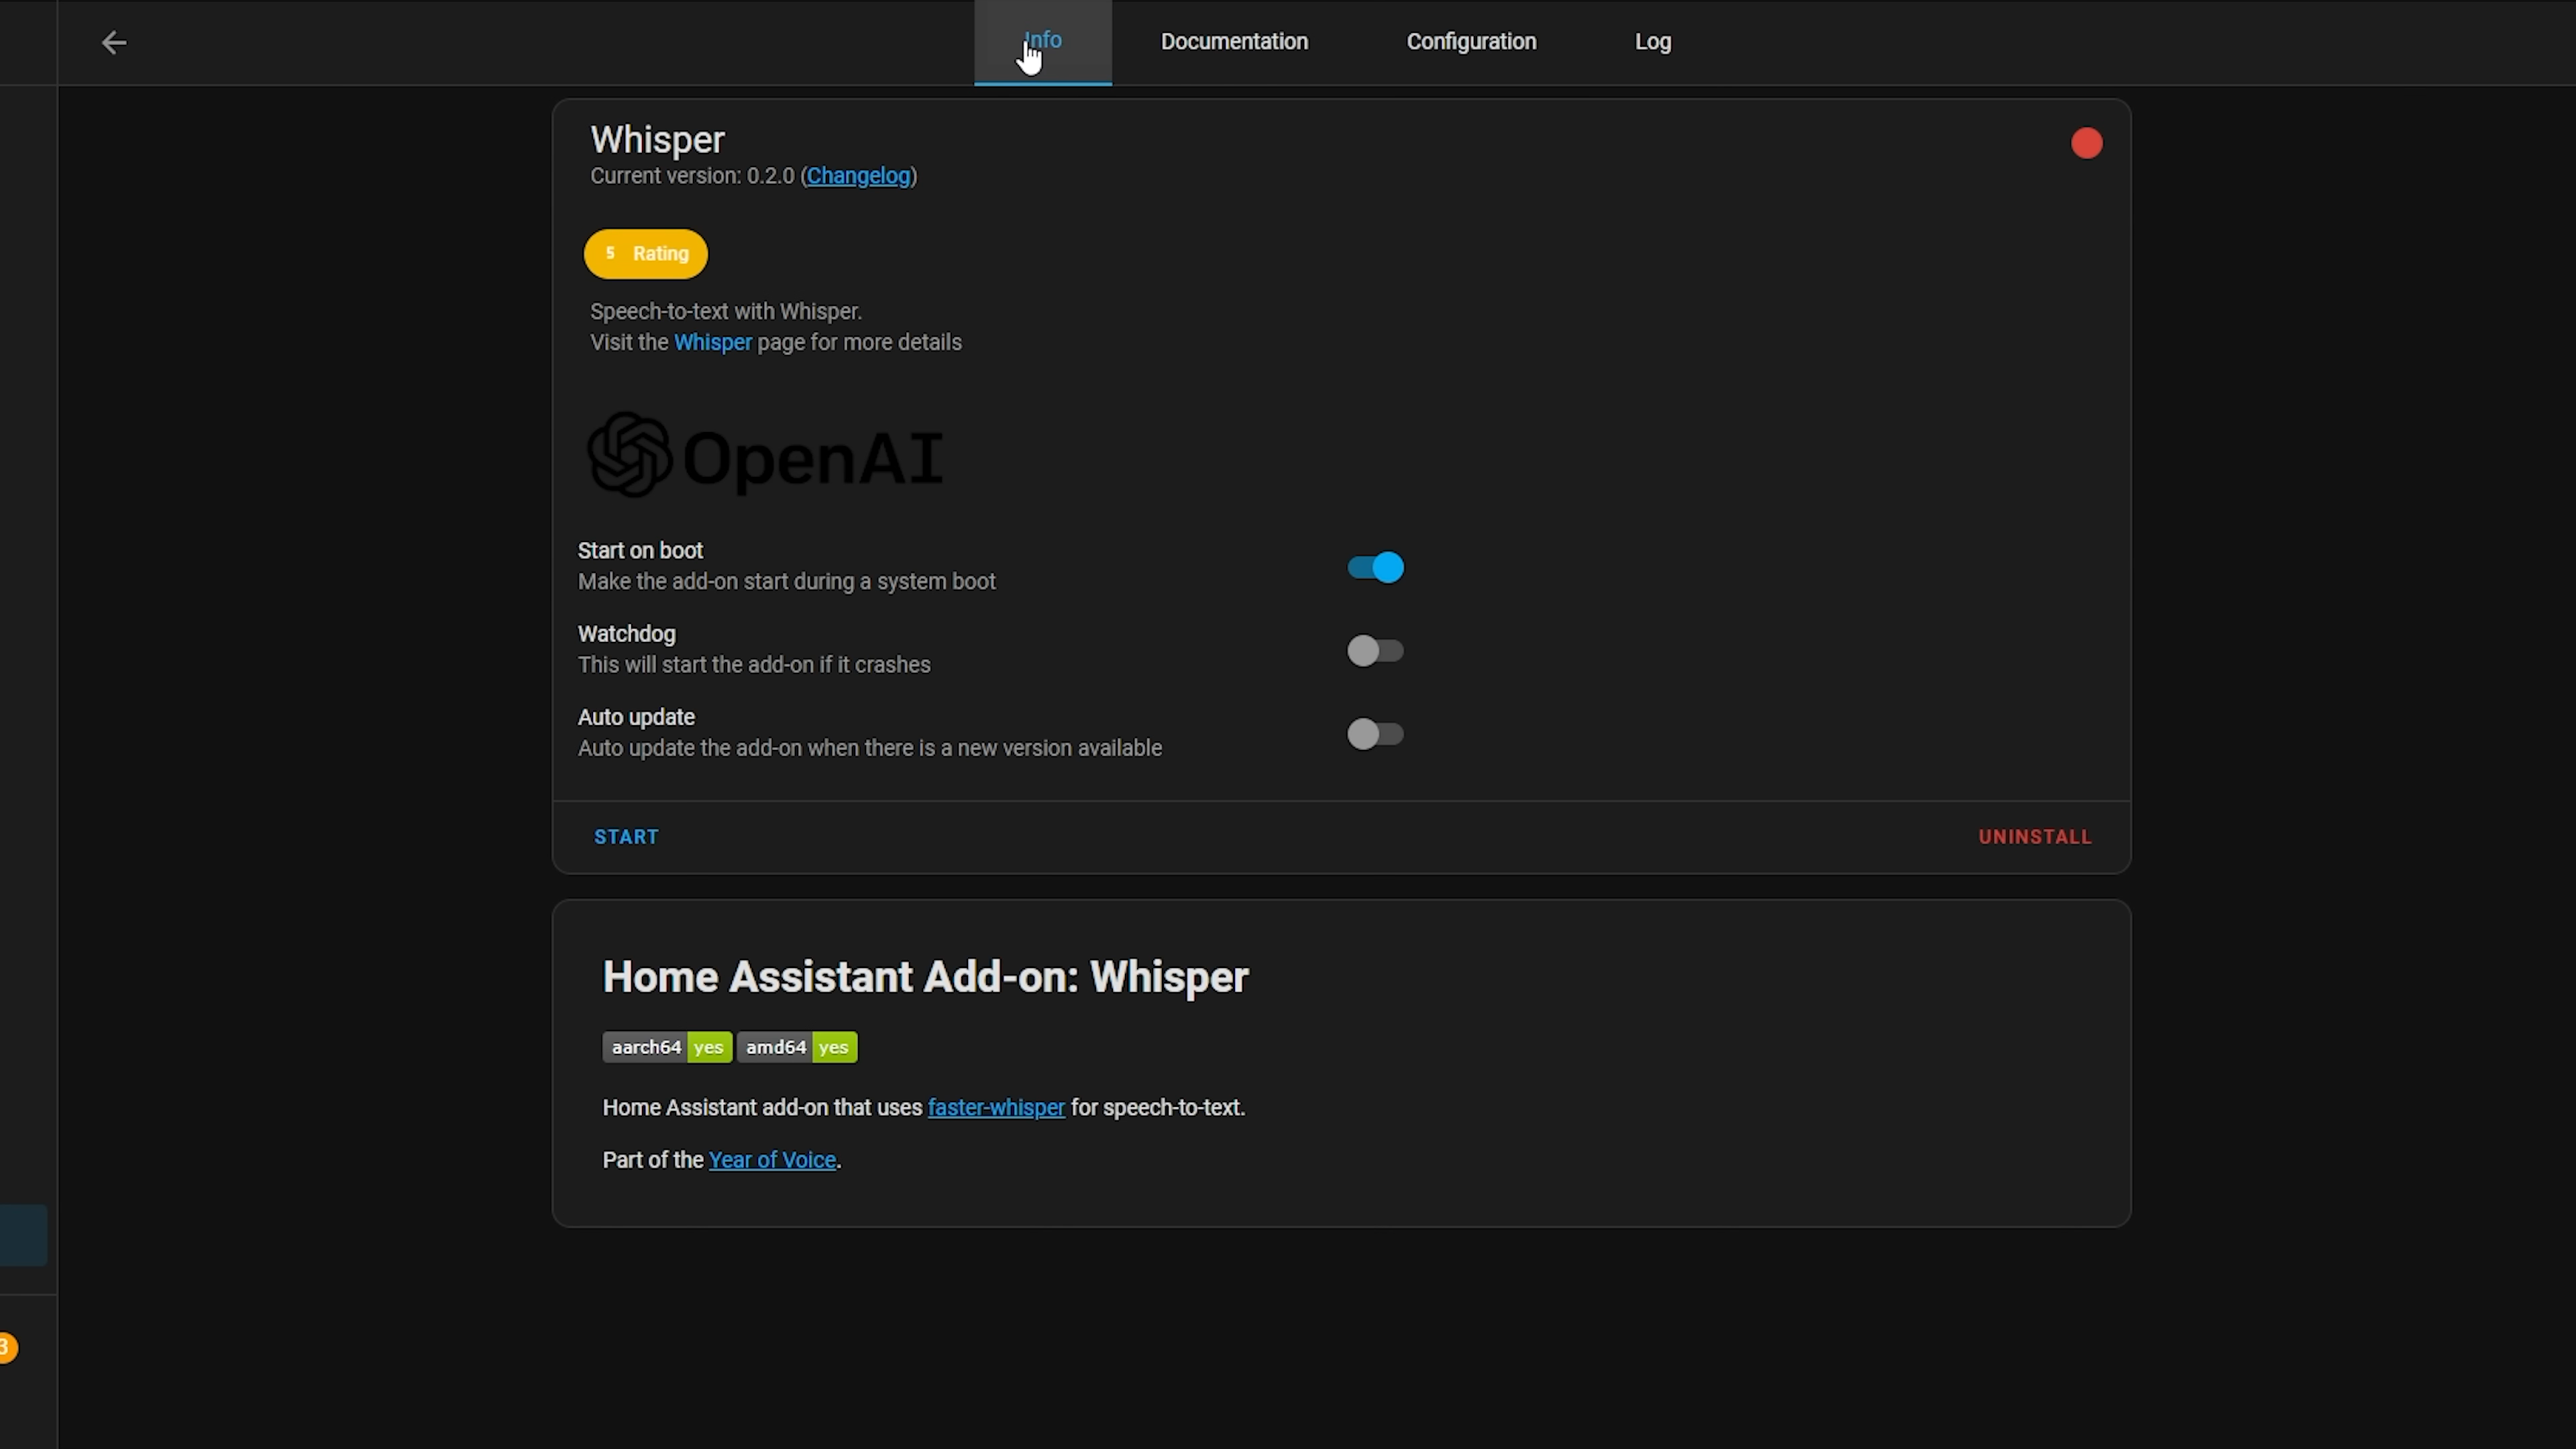 Info
Documentation
Configuration
Log
Whisper
Current version: 0.2.0 (Changelog)
5 Rating
Speech-to-text with Whisper.
Visit the Whisper page for more details
OpenAI
Start on boot
Make the add-on start during a system boot
Watchdog
This will start the add-on if it crashes
Auto update
Auto update the add-on when there is a new version available
START
UNINSTALL
Home Assistant Add-on: Whisper
aarch64 yes amd64 yes
Home Assistant add-on that uses faster-whisper for speech-to-text.
Part of the Year of Voice.
3